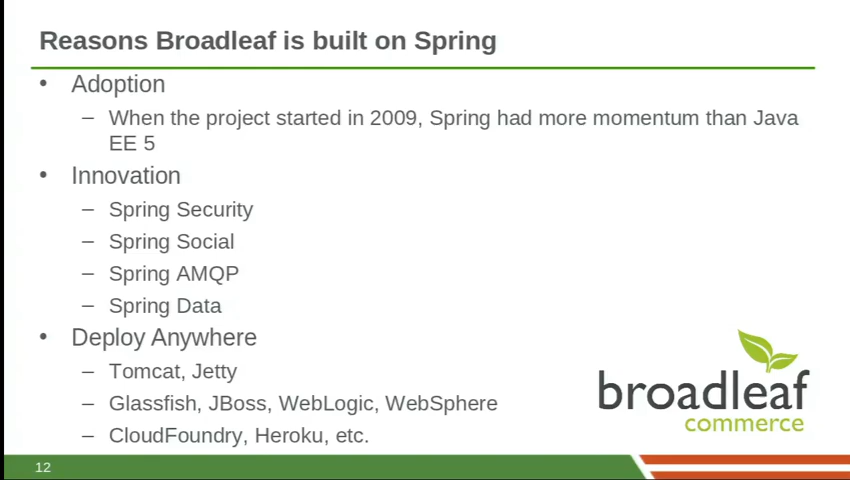 Reasons Broadleaf is built on Spring
• Adoption
– When the project started in 2009, Spring had more momentum than Java
EE 5
• Innovation
– Spring Security
– Spring Social
– Spring AMQP
– Spring Data
• Deploy Anywhere
– Tomcat, Jetty
– Glassfish, JBoss, WebLogic, WebSphere
– CloudFoundry, Heroku, etc.
broadleaf
commerce
12